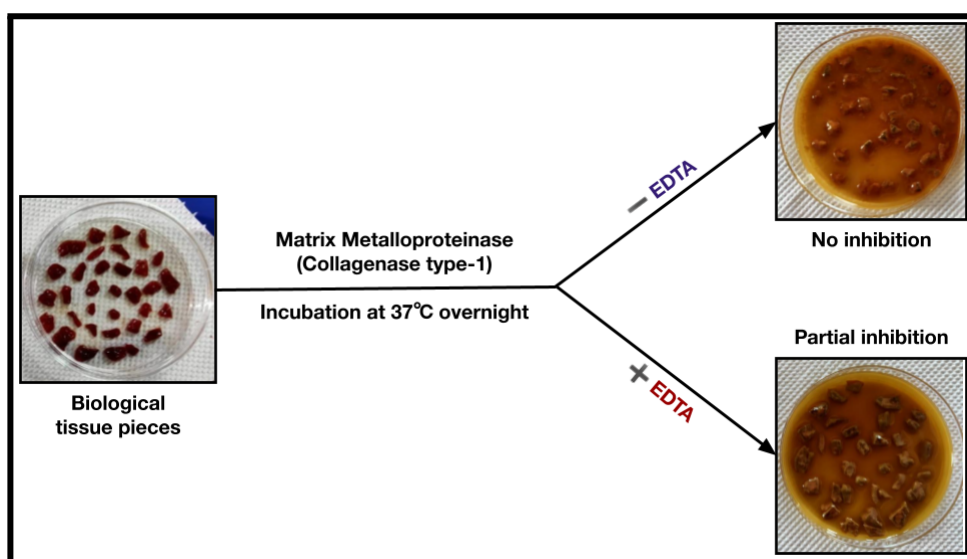 Biological
tissue pieces
Matrix Metalloproteinase
(Collagenase type-1)
Incubation at 37°C overnight
− EDTA
No inhibition
+ EDTA
Partial inhibition